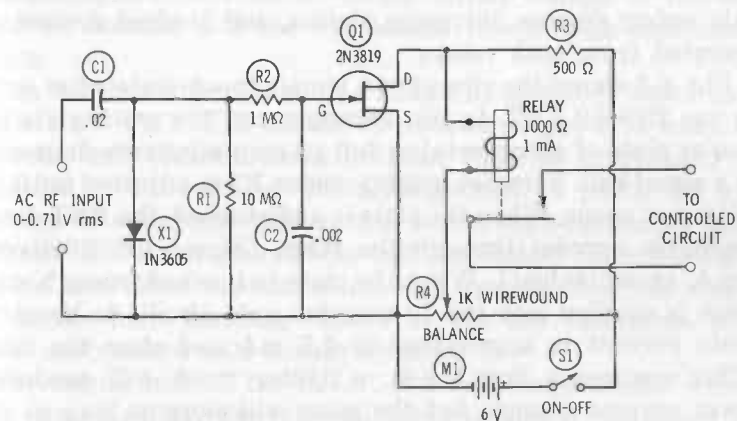 Q1
2N3819
R3
500 Ω
C1
.02
R2
1 MΩ
D
G
S
RELAY
1000 Ω
1 mA
AC RF INPUT
0-0.71 V rms
R1
10 MΩ
X1
1N3605
C2
.002
TO
CONTROLLED
CIRCUIT
R4
1K WIREWOUND
BALANCE
M1
+
6 V
S1
ON-OFF